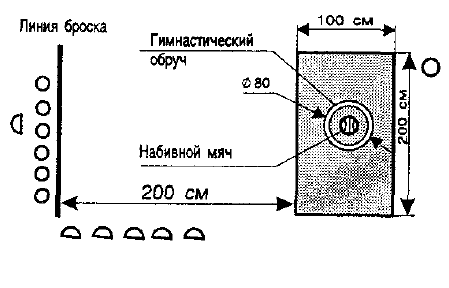 100 см
Линия броска
Гимнастический
обруч
⌀ 80
200 см
Набивной мяч
200 см